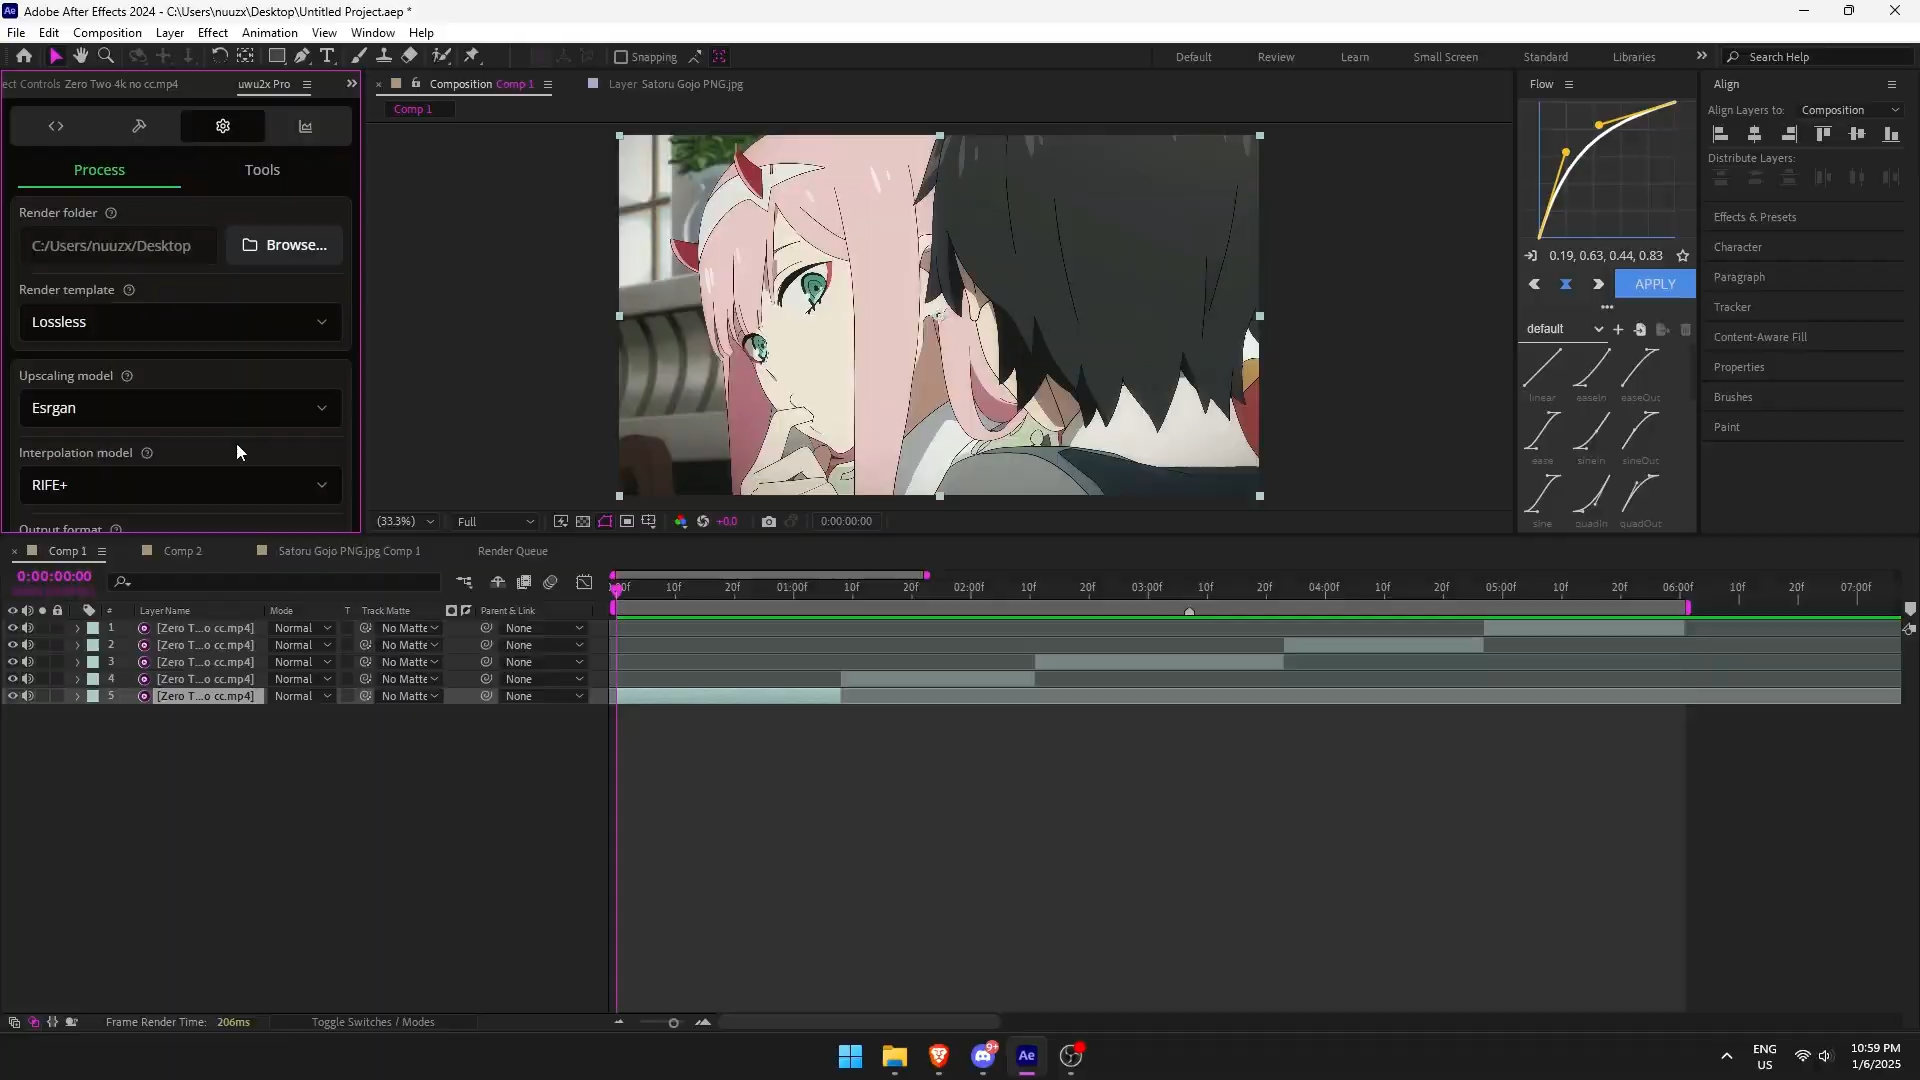 Adobe After Effects 2024 - C:\Users\nuuzx\Desktop\Untitled Project.aep *
File Edit Composition Layer Effect Animation View Window Help
Snapping
Default Review Learn Small Screen Standard Libraries Search Help
ect Controls Zero Two 4k no cc.mp4 uwu2x Pro
Composition Comp 1 Layer Satoru Gojo PNG.jpg
Comp 1
Process Tools
Render folder
C:/Users/nuuzx/Desktop Browse...
Render template
Lossless
Upscaling model
Esrgan
Interpolation model
RIFE+
Output format
(33.3%) Full +0.0 0:00:00:00
Flow
0.19, 0.63, 0.44, 0.83
APPLY
default
linear easeIn easeOut
ease sineIn sineOut
sine quadIn quadOut
Align
Align Layers to: Composition
Distribute Layers:
Effects & Presets
Character
Paragraph
Tracker
Content-Aware Fill
Properties
Brushes
Paint
Comp 1 Comp 2 Satoru Gojo PNG.jpg Comp 1 Render Queue
0:00:00:00
10f 20f 01:00f 10f 20f 02:00f 10f 20f 03:00f 10f 20f 04:00f 10f 20f 05:00f 10f 20f 06:00f 10f 20f 07:00f
# Layer Name Mode T Track Matte Parent & Link
1 [Zero T...o cc.mp4] Normal No Matte None
2 [Zero T...o cc.mp4] Normal No Matte None
3 [Zero T...o cc.mp4] Normal No Matte None
4 [Zero T...o cc.mp4] Normal No Matte None
5 [Zero T...o cc.mp4] Normal No Matte None
Frame Render Time: 206ms Toggle Switches / Modes
9+
Ae
ENG
US
10:59 PM
1/6/2025